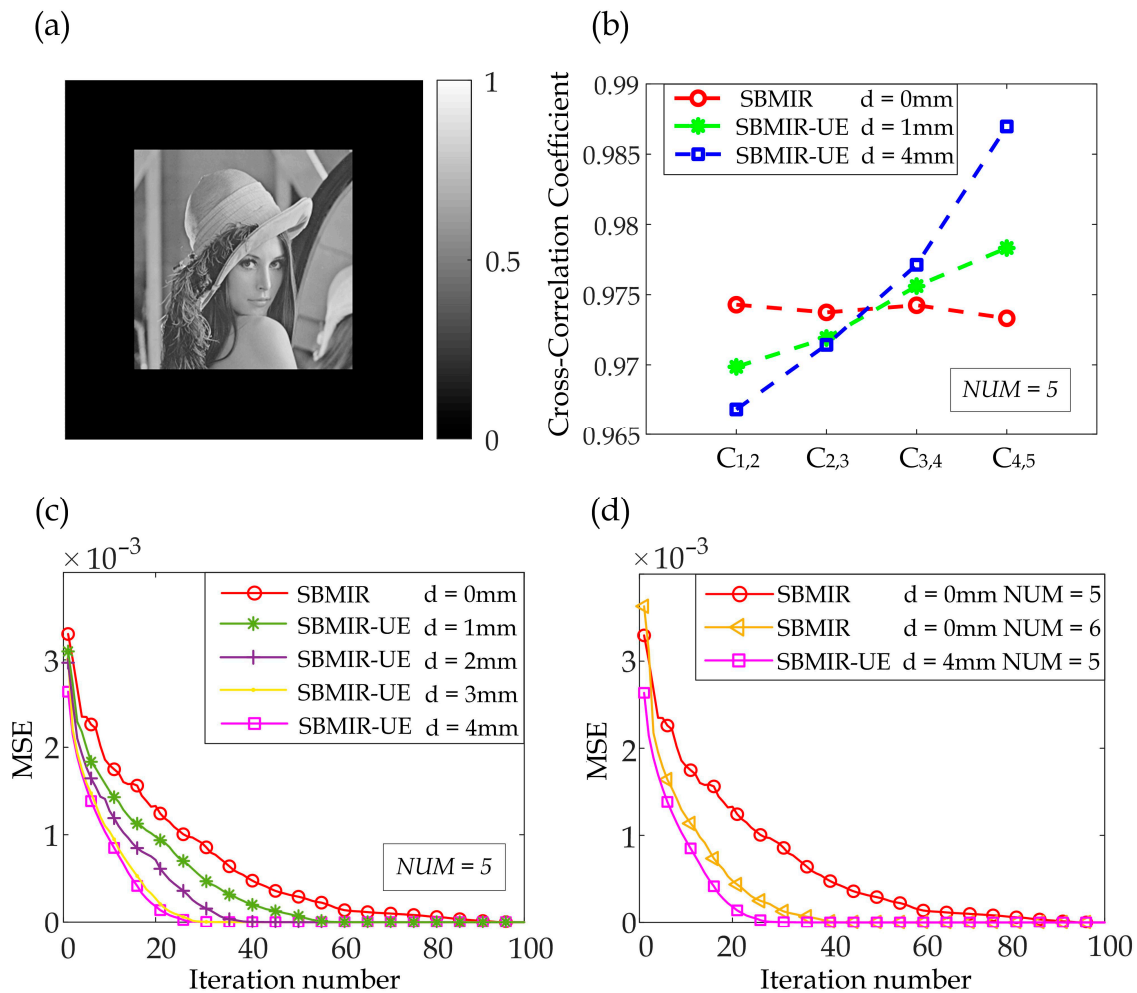 (a)
1
0.5
0
(b)
Cross-Correlation Coefficient
0.99
0.985
0.98
0.975
0.97
0.965
SBMIR d = 0mm
SBMIR-UE d = 1mm
SBMIR-UE d = 4mm
NUM = 5
C1,2 C2,3 C3,4 C4,5
(c)
× 10⁻³
MSE
3
2
1
0
SBMIR d = 0mm
SBMIR-UE d = 1mm
SBMIR-UE d = 2mm
SBMIR-UE d = 3mm
SBMIR-UE d = 4mm
NUM = 5
0 20 40 60 80 100
Iteration number
(d)
× 10⁻³
MSE
3
2
1
0
SBMIR d = 0mm NUM = 5
SBMIR d = 0mm NUM = 6
SBMIR-UE d = 4mm NUM = 5
0 20 40 60 80 100
Iteration number